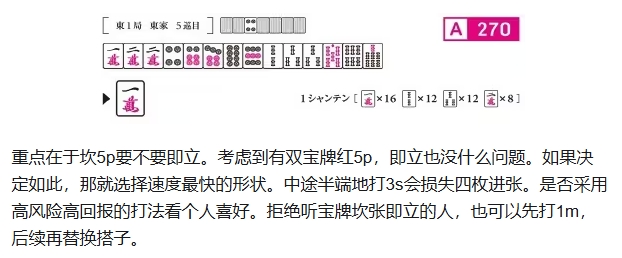 東1局 東家 5巡目
A 270
1シャンテン [ ×16 ×12 ×12 ×8 ]
重点在于坎5p要不要即立。考虑到有双宝牌红5p，即立也没什么问题。如果决
定如此，那就选择速度最快的形状。中途半端地打3s会损失四枚进张。是否采用
高风险高回报的打法看个人喜好。拒绝听宝牌坎张即立的人，也可以先打1m，
后续再替换搭子。